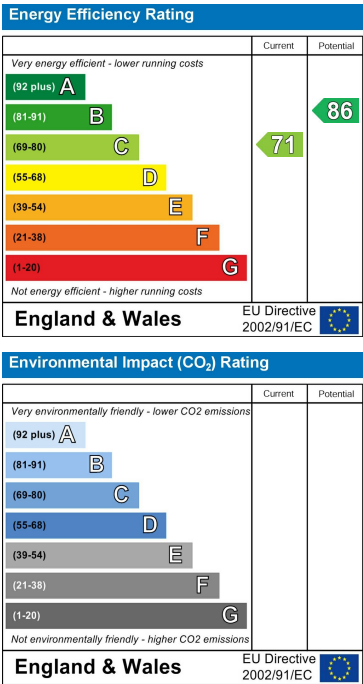 Energy Efficiency Rating
Current Potential
Very energy efficient - lower running costs
(92 plus) A
(81-91) B
86
(69-80) C
71
(55-68) D
(39-54) E
(21-38) F
(1-20) G
Not energy efficient - higher running costs
England & Wales
EU Directive
2002/91/EC
Environmental Impact (CO₂) Rating
Current Potential
Very environmentally friendly - lower CO2 emissions
(92 plus) A
(81-91) B
(69-80) C
(55-68) D
(39-54) E
(21-38) F
(1-20) G
Not environmentally friendly - higher CO2 emissions
England & Wales
EU Directive
2002/91/EC